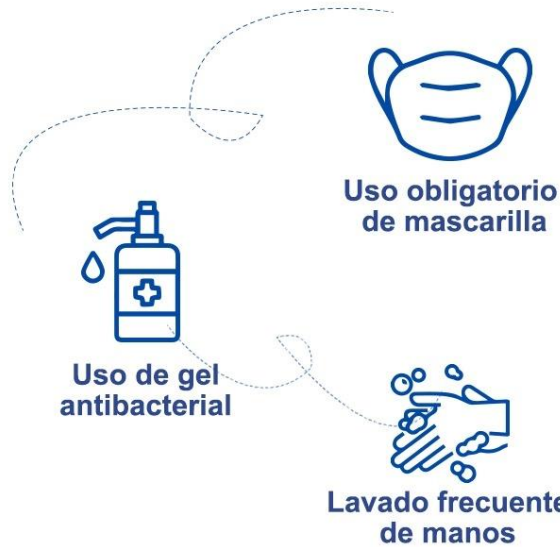 Uso obligatorio
de mascarilla
Uso de gel
antibacterial
Lavado frecuente
de manos